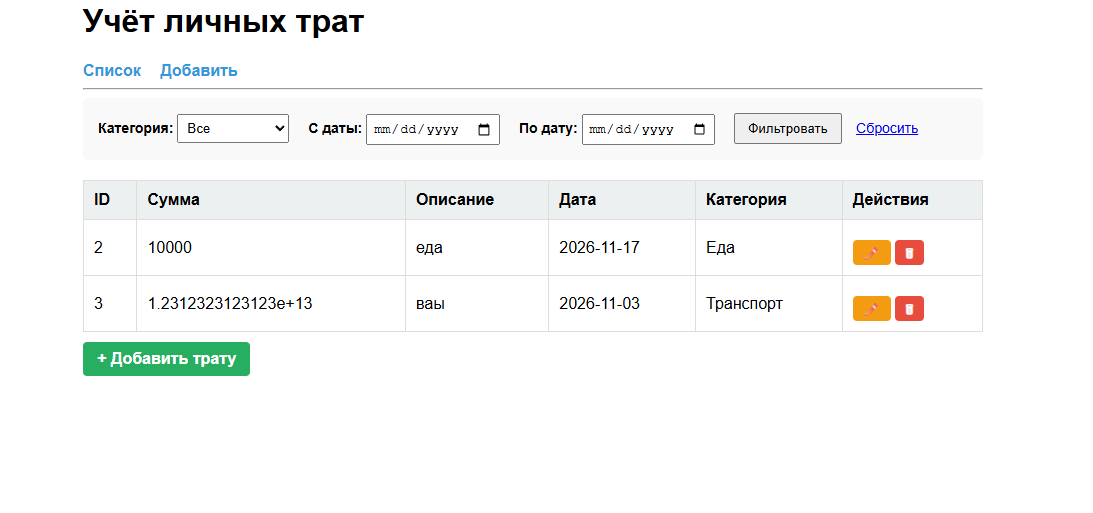 Учёт личных трат
Список Добавить
Категория: Все С даты: mm/dd/yyyy По дату: mm/dd/yyyy Фильтровать Сбросить
ID Сумма Описание Дата Категория Действия
2 10000 еда 2026-11-17 Еда
3 1.2312323123123e+13 ваы 2026-11-03 Транспорт
+ Добавить трату